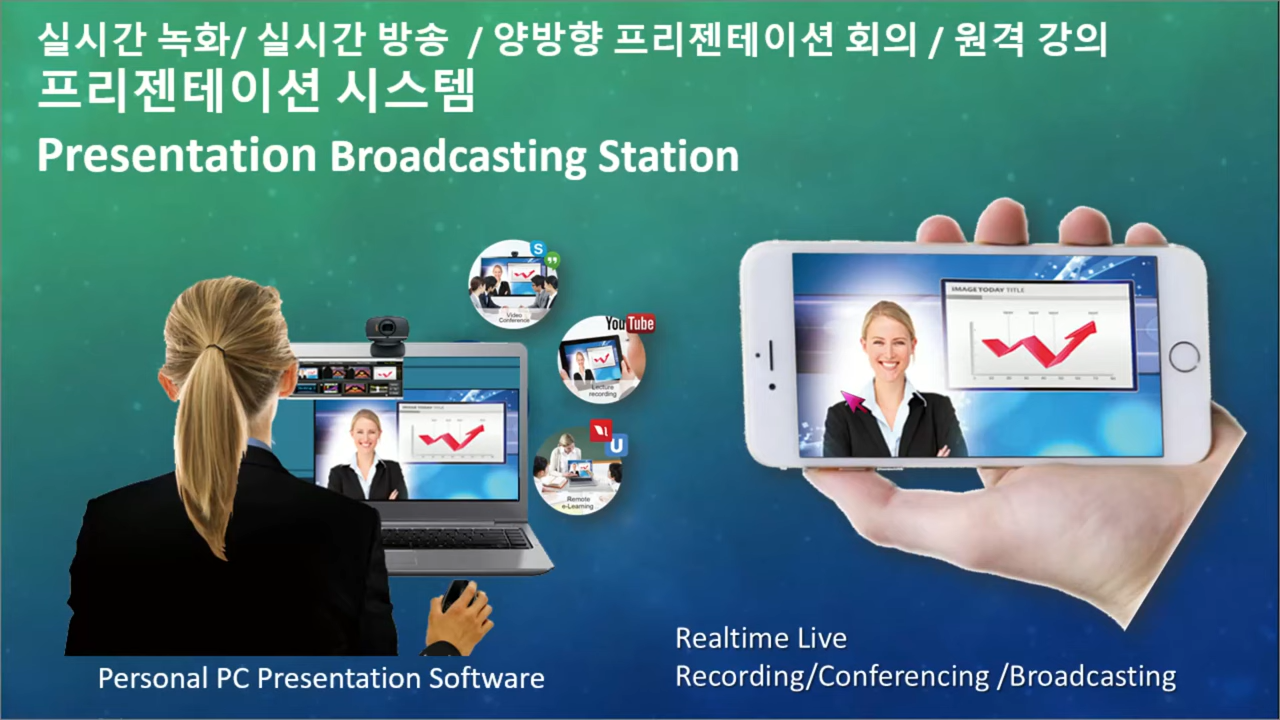 실시간 녹화/ 실시간 방송 / 양방향 프리젠테이션 회의 / 원격 강의
프리젠테이션 시스템
Presentation Broadcasting Station
S
Video
Conference
YouTube
Lecture
recording
U
Remote
e-Learning
IMAGE TODAY TITLE
Personal PC Presentation Software
Realtime Live
Recording/Conferencing /Broadcasting